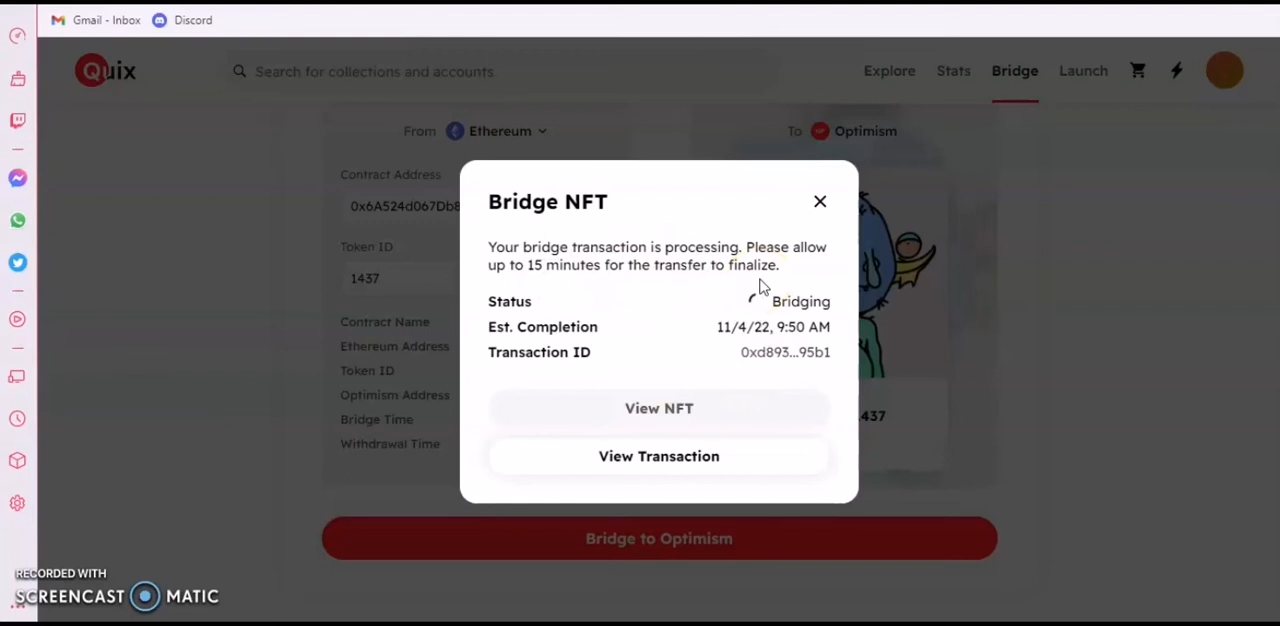 Gmail - Inbox
Discord
Quix
Search for collections and accounts
Explore
Stats
Bridge
Launch
From
Ethereum
To
Optimism
Contract Address
0x6A524d067Db8
Token ID
1437
Contract Name
Ethereum Address
Token ID
Optimism Address
Bridge Time
Withdrawal Time
Bridge NFT
Your bridge transaction is processing. Please allow
up to 15 minutes for the transfer to finalize.
Status
Bridging
Est. Completion
11/4/22, 9:50 AM
Transaction ID
0xd893...95b1
View NFT
View Transaction
437
Bridge to Optimism
RECORDED WITH
SCREENCAST MATIC